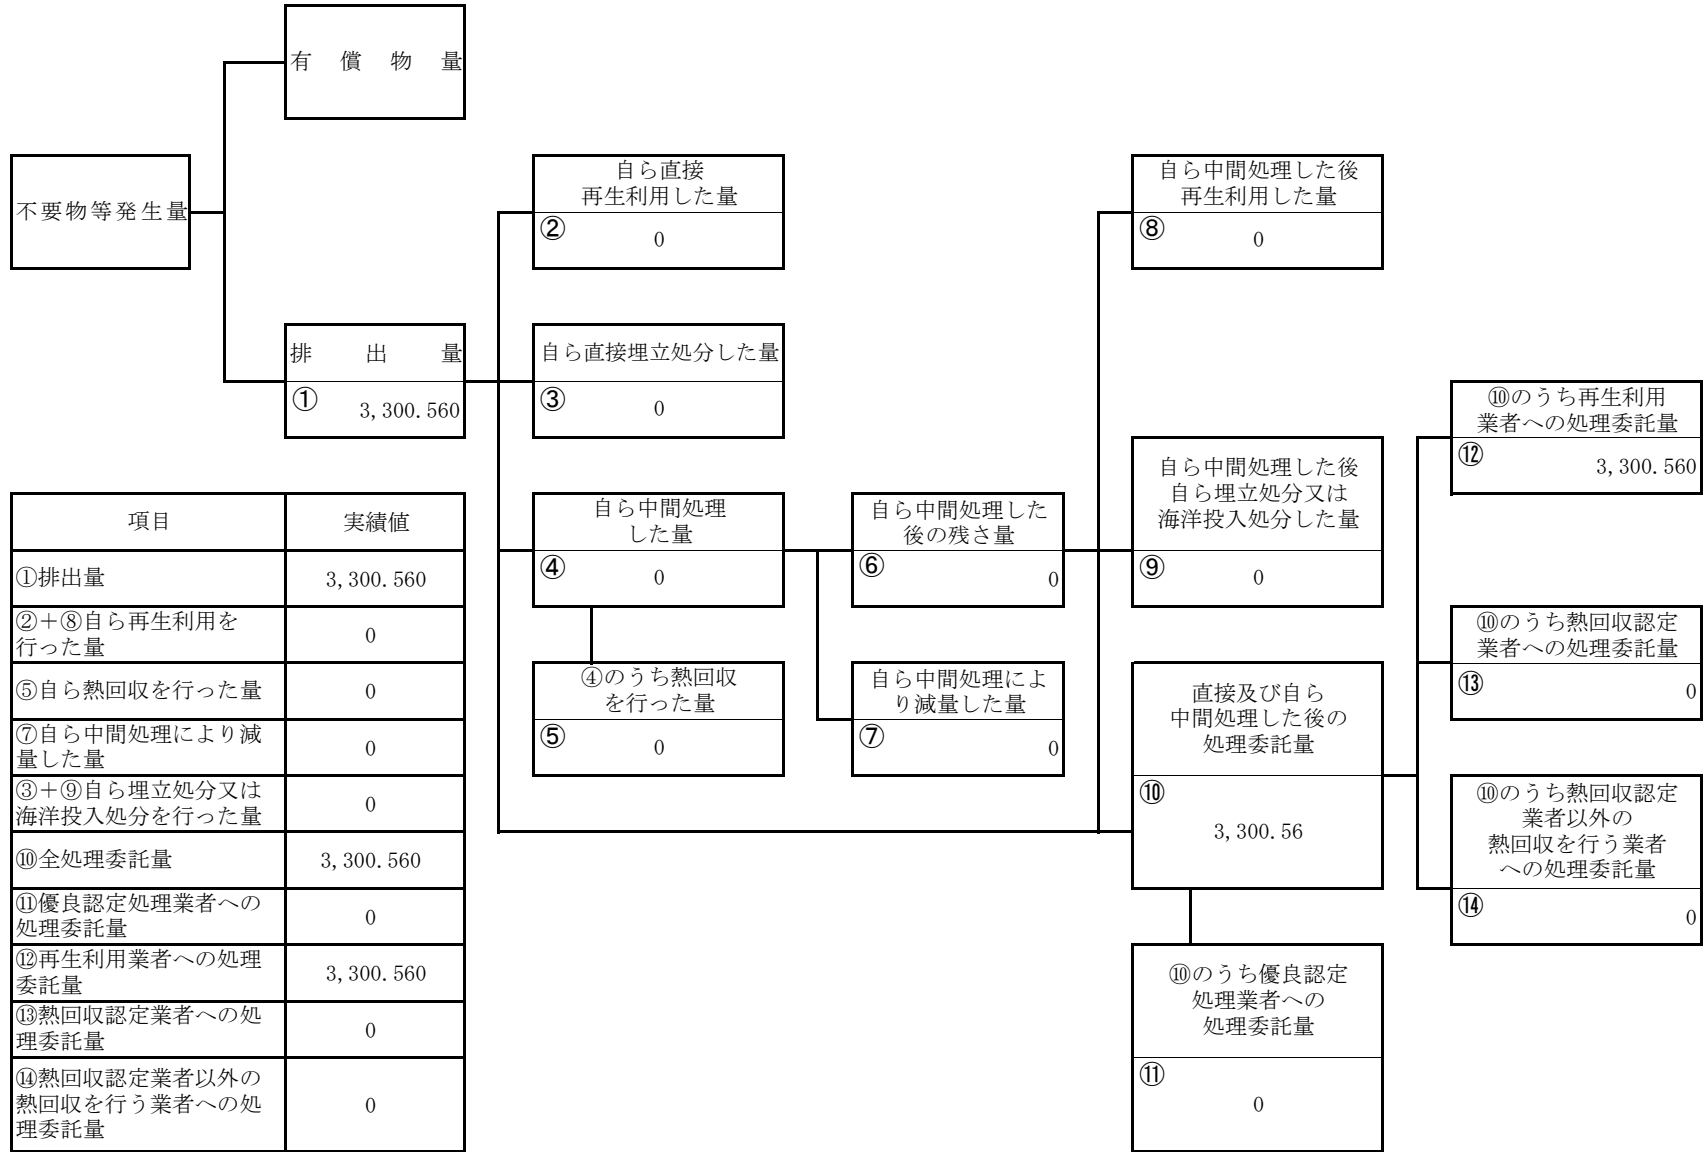 有償物量
不要物等発生量
排出量
① 3,300.560
自ら直接
再生利用した量
② 0
自ら直接埋立処分した量
③ 0
自ら中間処理
した量
④ 0
④のうち熱回収
を行った量
⑤ 0
自ら中間処理した
後の残さ量
⑥ 0
自ら中間処理によ
り減量した量
⑦ 0
自ら中間処理した後
再生利用した量
⑧ 0
自ら中間処理した後
自ら埋立処分又は
海洋投入処分した量
⑨ 0
直接及び自ら
中間処理した後の
処理委託量
⑩
3,300.56
⑩のうち優良認定
処理業者への
処理委託量
⑪
0
⑩のうち再生利用
業者への処理委託量
⑫ 3,300.560
⑩のうち熱回収認定
業者への処理委託量
⑬ 0
⑩のうち熱回収認定
業者以外の
熱回収を行う業者
への処理委託量
⑭ 0
項目 実績値
①排出量 3,300.560
②＋⑧自ら再生利用を
行った量 0
⑤自ら熱回収を行った量 0
⑦自ら中間処理により減
量した量 0
③＋⑨自ら埋立処分又は
海洋投入処分を行った量 0
⑩全処理委託量 3,300.560
⑪優良認定処理業者への
処理委託量 0
⑫再生利用業者への処理
委託量 3,300.560
⑬熱回収認定業者への処
理委託量 0
⑭熱回収認定業者以外の
熱回収を行う業者への処
理委託量 0